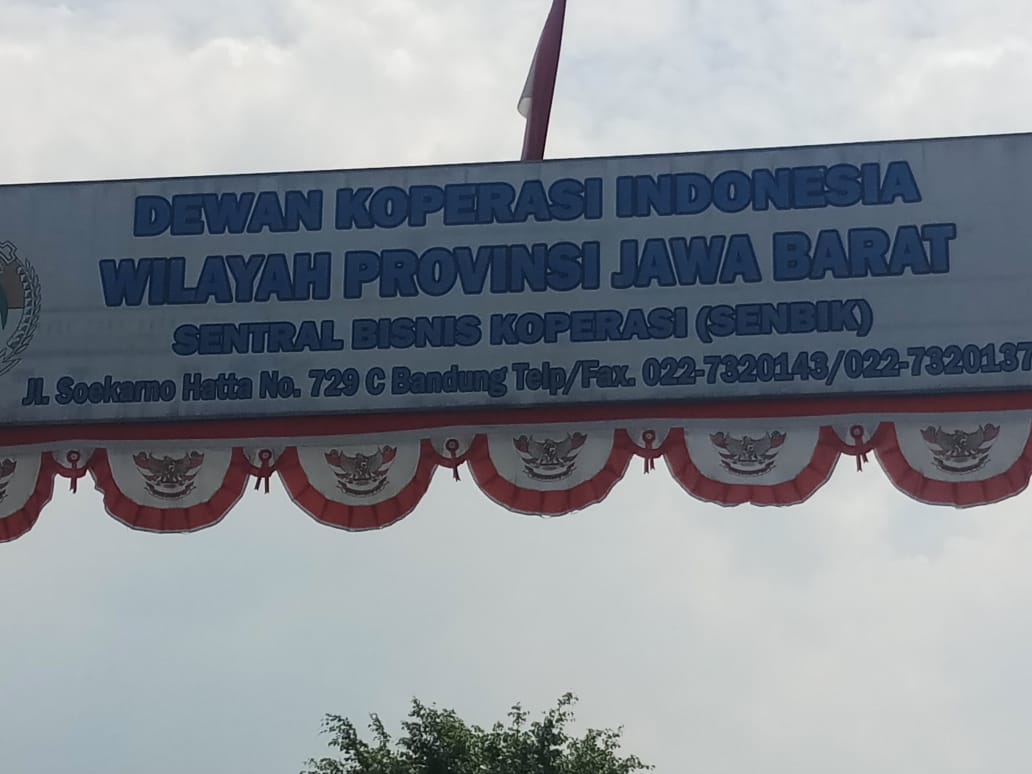 DEWAN KOPERASI INDONESIA
WILAYAH PROVINSI JAWA BARAT
SENTRAL BISNIS KOPERASI (SENBIK)
Jl. Soekarno Hatta No. 729 C Bandung Telp/Fax. 022-7320143/022-7320137